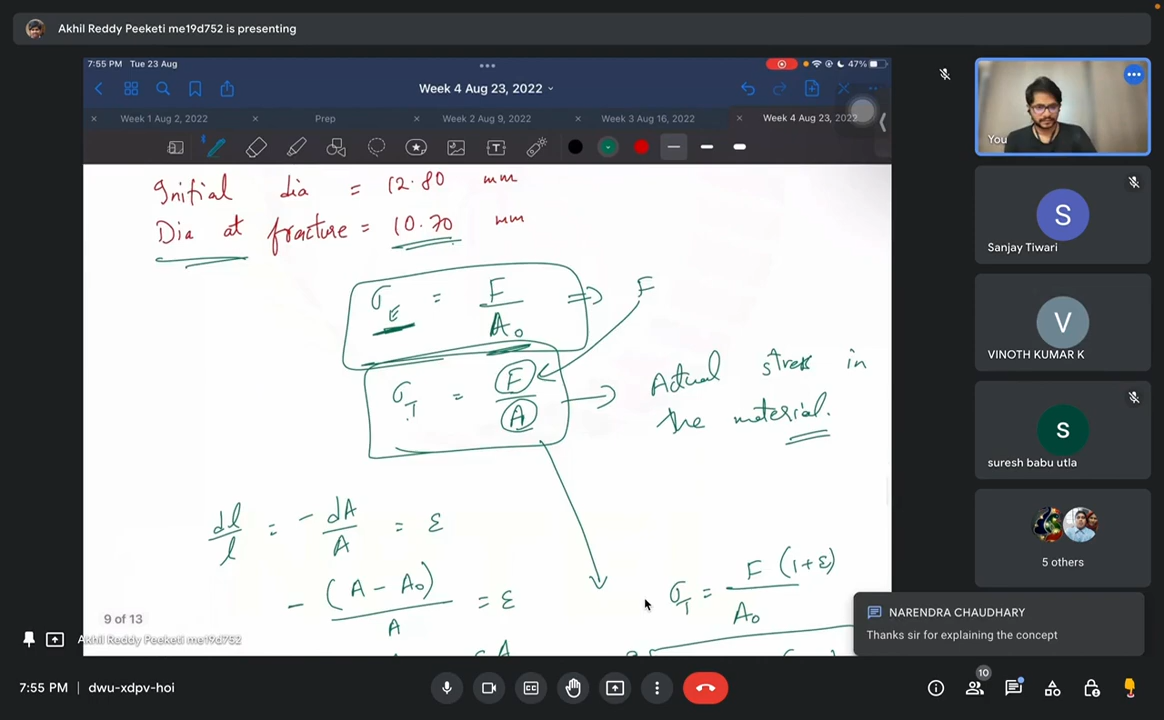 Akhil Reddy Peeketi me19d752 is presenting
7:55 PM Tue 23 Aug
47%
Week 4 Aug 23, 2022
Week 1 Aug 2, 2022
Prep
Week 2 Aug 9, 2022
Week 3 Aug 16, 2022
Week 4 Aug 23, 2022
T
Initial dia = 12.80 mm
Dia at fracture = 10.70 mm
σE = F/A₀ ⇒ F
σT = F/A → Actual stress in
the material.
dl/l = - dA/A = ε
- (A - A₀)/A = ε
σT = F (1+ε)/A₀
9 of 13
Akhil Reddy Peeketi me19d752
You
S
Sanjay Tiwari
V
VINOTH KUMAR K
S
suresh babu utla
5 others
NARENDRA CHAUDHARY
Thanks sir for explaining the concept
7:55 PM | dwu-xdpv-hoi
CC
10